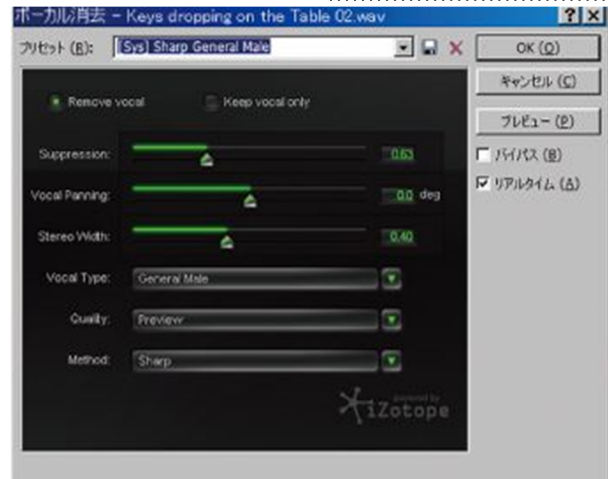 ボーカル消去 - Keys dropping on the Table 02.wav
プリセット (R): [Sys] Sharp General Male
OK (O)
キャンセル (C)
プレビュー (P)
バイパス (B)
リアルタイム (A)
Remove vocal Keep vocal only
Suppression: 0.63
Vocal Panning: 0.0 deg
Stereo Width: 0.40
Vocal Type: General Male
Quality: Preview
Method: Sharp
powered by
iZotope